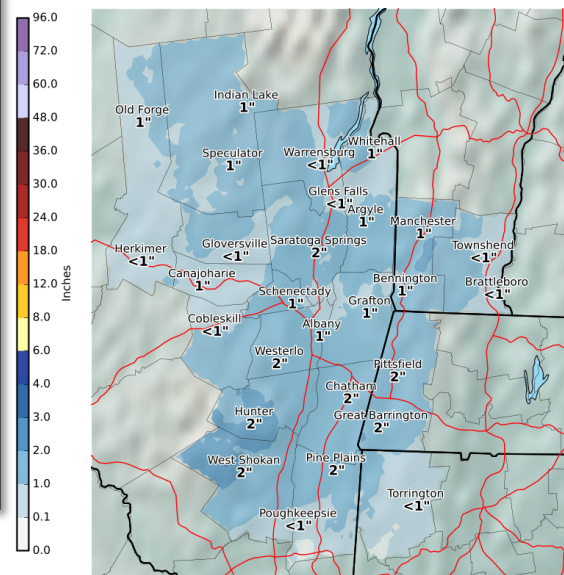 96.0
72.0
60.0
48.0
36.0
30.0
24.0
18.0
12.0
8.0
6.0
4.0
3.0
2.0
1.0
0.1
0.0
Inches
Indian Lake
1"
Old Forge
1"
Speculator
1"
Warrensburg
<1"
Whitehall
1"
Glens Falls
<1"
Argyle
1"
Manchester
1"
Herkimer
<1"
Gloversville
<1"
Saratoga Springs
2"
Townshend
<1"
Canajoharie
1"
Schenectady
1"
Bennington
1"
Brattleboro
<1"
Grafton
1"
Cobleskill
<1"
Albany
1"
Westerlo
2"
Pittsfield
2"
Chatham
2"
Hunter
2"
Great Barrington
2"
West Shokan
2"
Pine Plains
2"
Torrington
<1"
Poughkeepsie
<1"